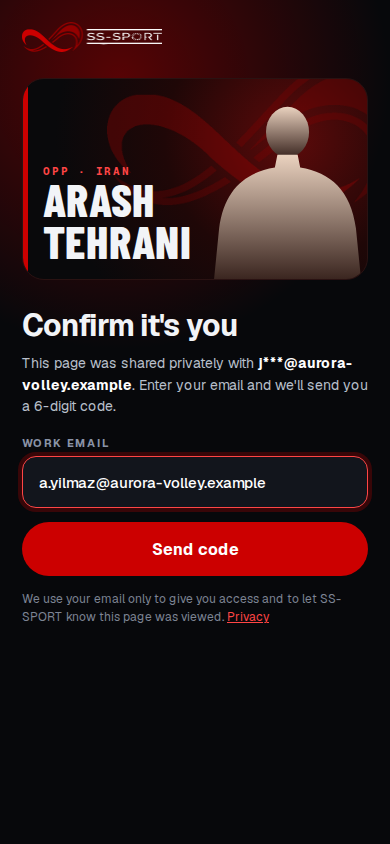 SS-SPORT
OPP · IRAN
ARASH
TEHRANI
Confirm it's you
This page was shared privately with j***@aurora-
volley.example. Enter your email and we'll send you
a 6-digit code.
WORK EMAIL
a.yilmaz@aurora-volley.example
Send code
We use your email only to give you access and to let SS-
SPORT know this page was viewed. Privacy